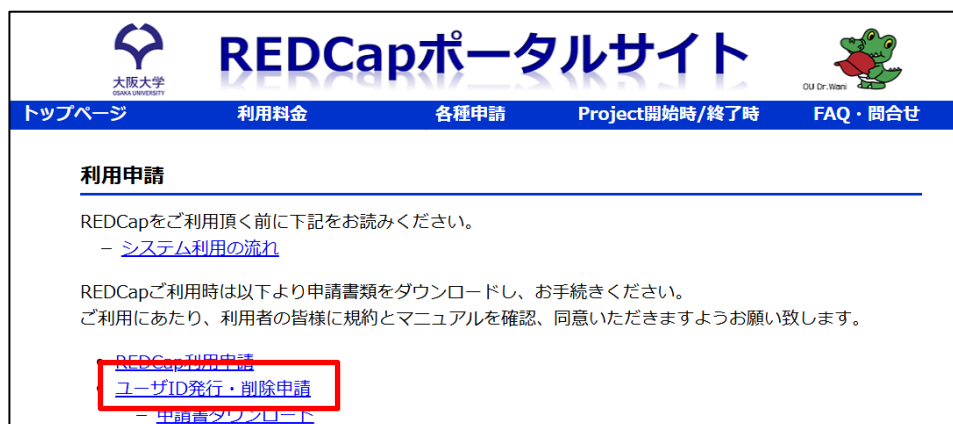 大阪大学
OSAKA UNIVERSITY
REDCapポータルサイト
OU Dr.Wani
トップページ 利用料金 各種申請 Project開始時/終了時 FAQ・問合せ
利用申請
REDCapをご利用頂く前に下記をお読みください。
－ システム利用の流れ
REDCapご利用時は以下より申請書類をダウンロードし、お手続きください。
ご利用にあたり、利用者の皆様に規約とマニュアルを確認、同意いただきますようお願い致します。
• REDCap利用申請
• ユーザID発行・削除申請
－ 申請書ダウンロード